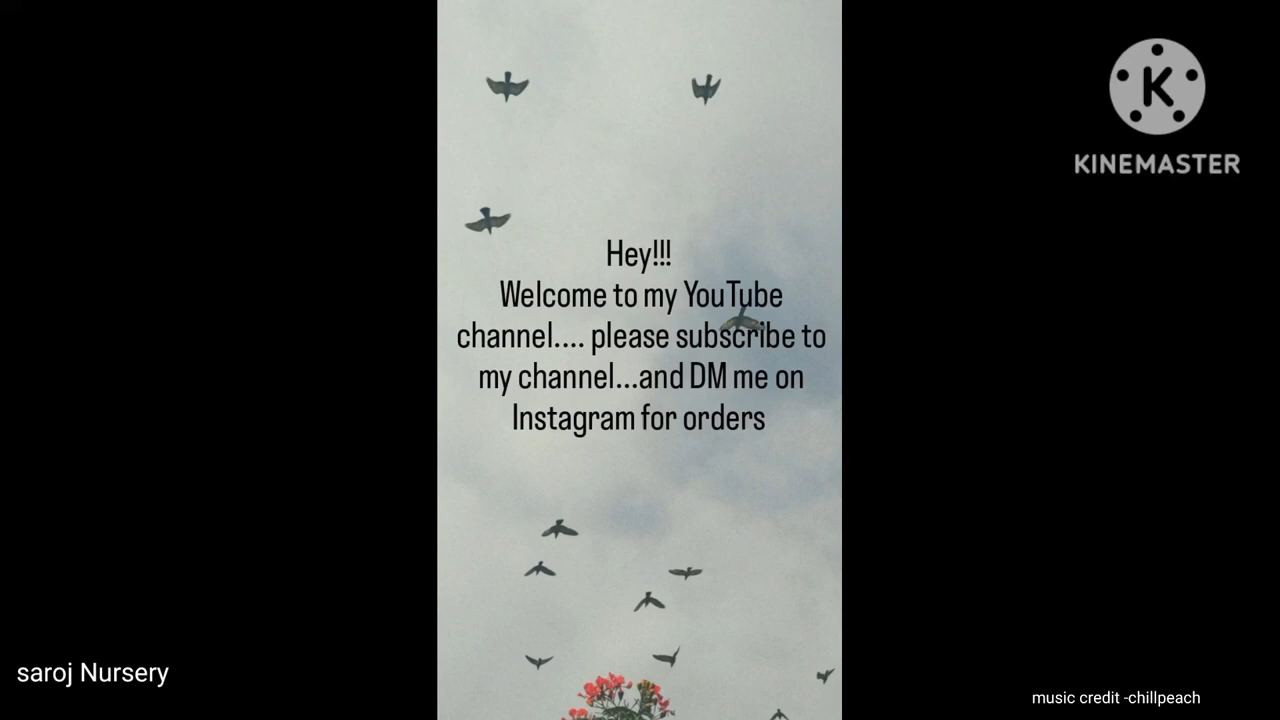 K
KINEMASTER
Hey!!!
Welcome to my YouTube
channel.... please subscribe to
my channel...and DM me on
Instagram for orders
saroj Nursery
music credit -chillpeach